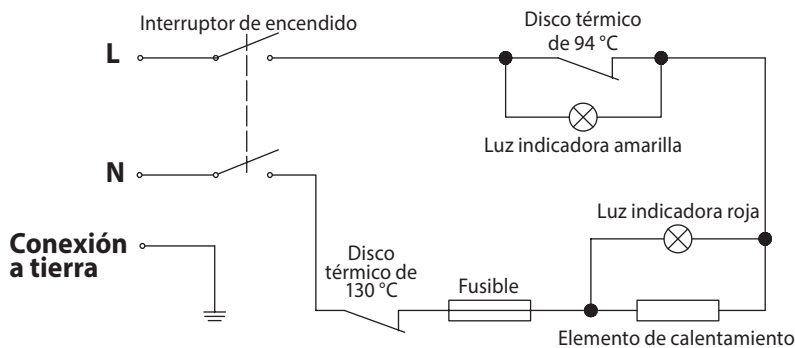 Interruptor de encendido
Disco térmico
de 94 °C
L
Luz indicadora amarilla
N
Luz indicadora roja
Conexión
a tierra
Disco
térmico de
130 °C
Fusible
Elemento de calentamiento